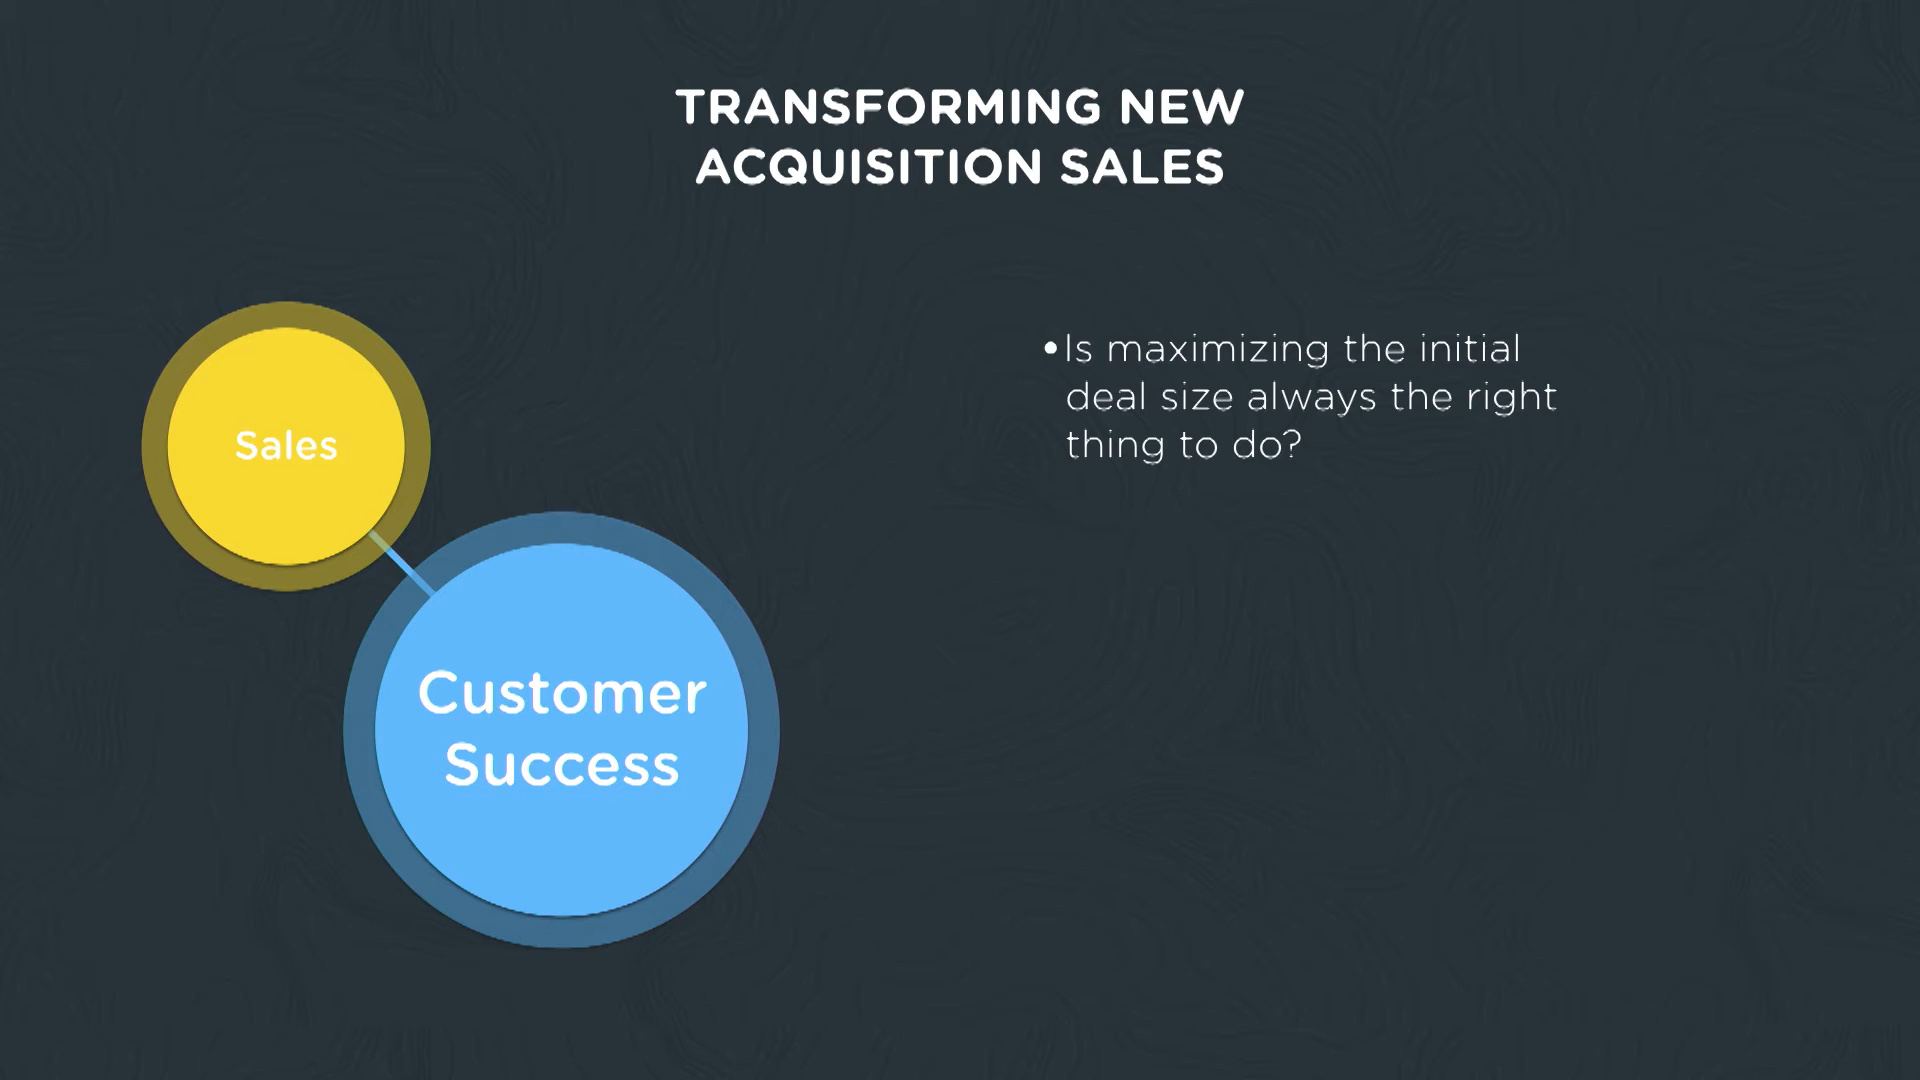 TRANSFORMING NEW
ACQUISITION SALES
Sales
•Is maximizing the initial
deal size always the right
thing to do?
Customer
Success